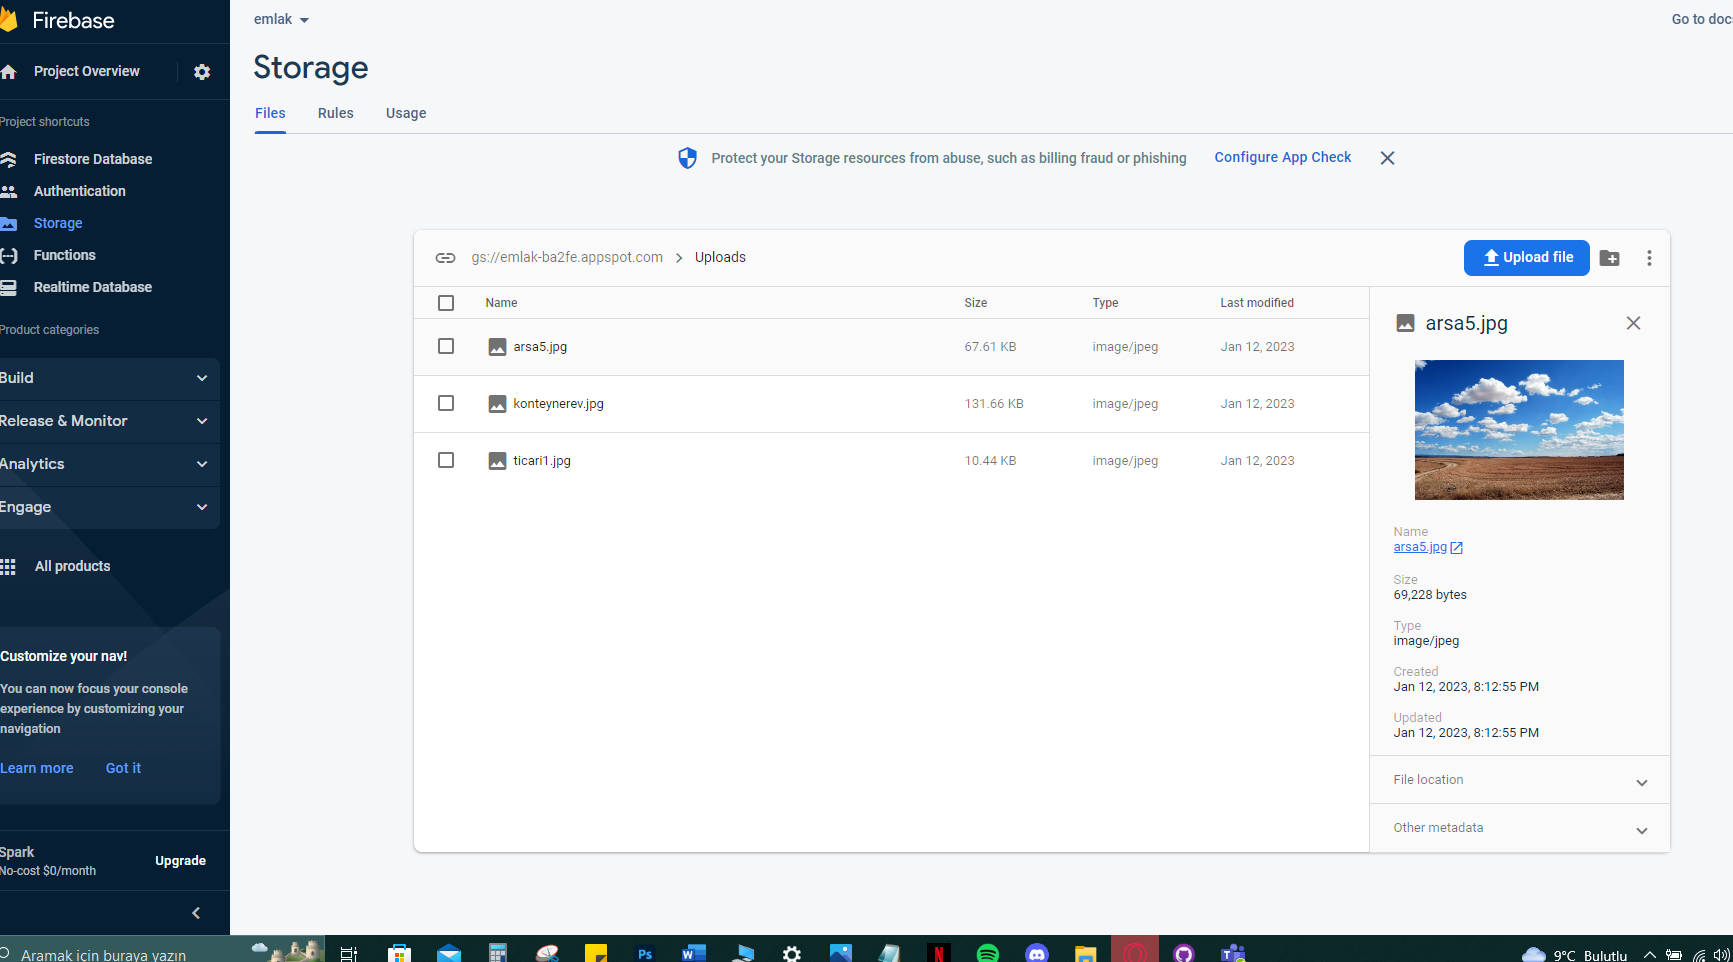 Firebase
Project Overview
Project shortcuts
Firestore Database
Authentication
Storage
Functions
Realtime Database
Product categories
Build
Release & Monitor
Analytics
Engage
All products
Customize your nav!
You can now focus your console
experience by customizing your
navigation
Learn more Got it
Spark
No-cost $0/month
Upgrade
emlak
Go to docs
Storage
Files Rules Usage
Protect your Storage resources from abuse, such as billing fraud or phishing Configure App Check
gs://emlak-ba2fe.appspot.com > Uploads
Upload file
Name Size Type Last modified
arsa5.jpg 67.61 KB image/jpeg Jan 12, 2023
konteynerev.jpg 131.66 KB image/jpeg Jan 12, 2023
ticari1.jpg 10.44 KB image/jpeg Jan 12, 2023
arsa5.jpg
Name
arsa5.jpg
Size
69,228 bytes
Type
image/jpeg
Created
Jan 12, 2023, 8:12:55 PM
Updated
Jan 12, 2023, 8:12:55 PM
File location
Other metadata
Aramak için buraya yazın
Ps
W
N
T
9°C Bulutlu